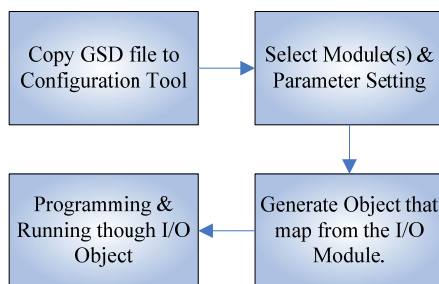 Copy GSD file to
Configuration Tool
Select Module(s) &
Parameter Setting
Generate Object that
map from the I/O
Module.
Programming &
Running though I/O
Object